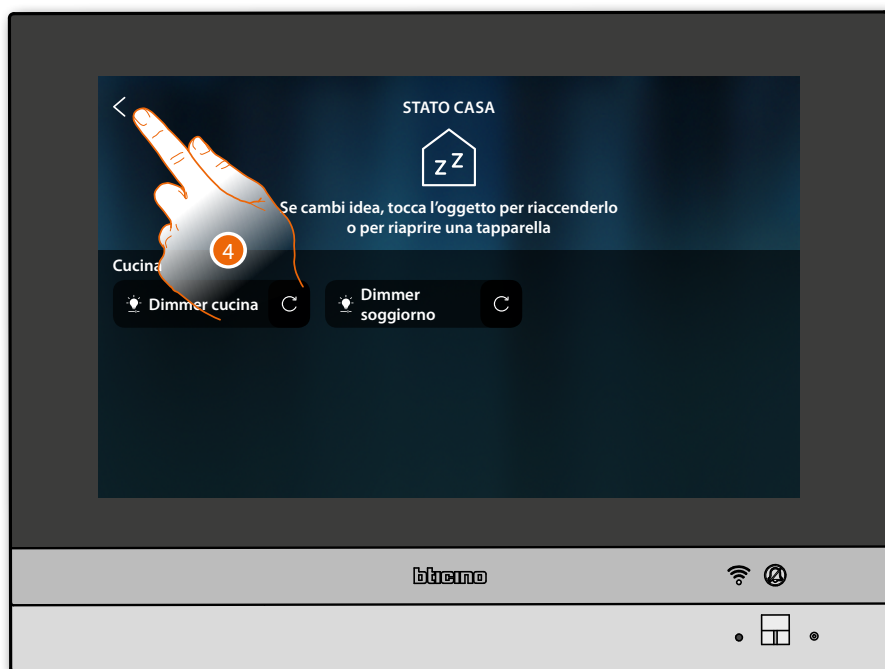 STATO CASA
zz
Se cambi idea, tocca l'oggetto per riaccenderlo
o per riaprire una tapparella
4
Cucina
Dimmer cucina
Dimmer
soggiorno
bticino